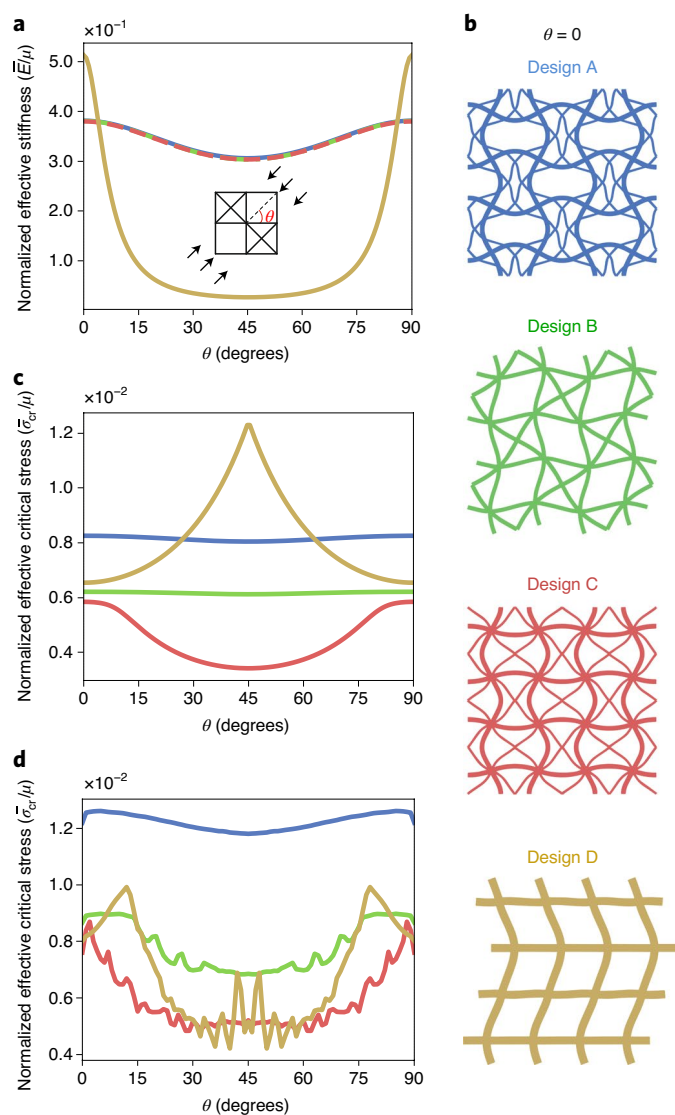 a
×10⁻¹
Normalized effective stiffness (E̅/μ)
5.0
4.0
3.0
2.0
1.0
θ
0 15 30 45 60 75 90
θ (degrees)
b
θ = 0
Design A
Design B
Design C
Design D
c
×10⁻²
Normalized effective critical stress (σ̅cr/μ)
1.2
1.0
0.8
0.6
0.4
0 15 30 45 60 75 90
θ (degrees)
d
×10⁻²
Normalized effective critical stress (σ̅cr/μ)
1.2
1.0
0.8
0.6
0.4
0 15 30 45 60 75 90
θ (degrees)